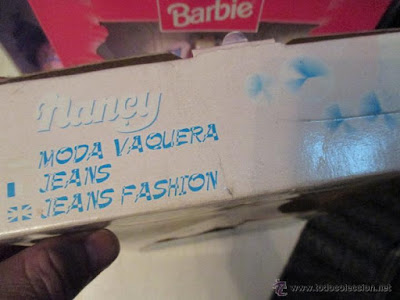 Barbie
Nancy
MODA VAQUERA
JEANS
JEANS FASHION
© www.todocoleccion.net